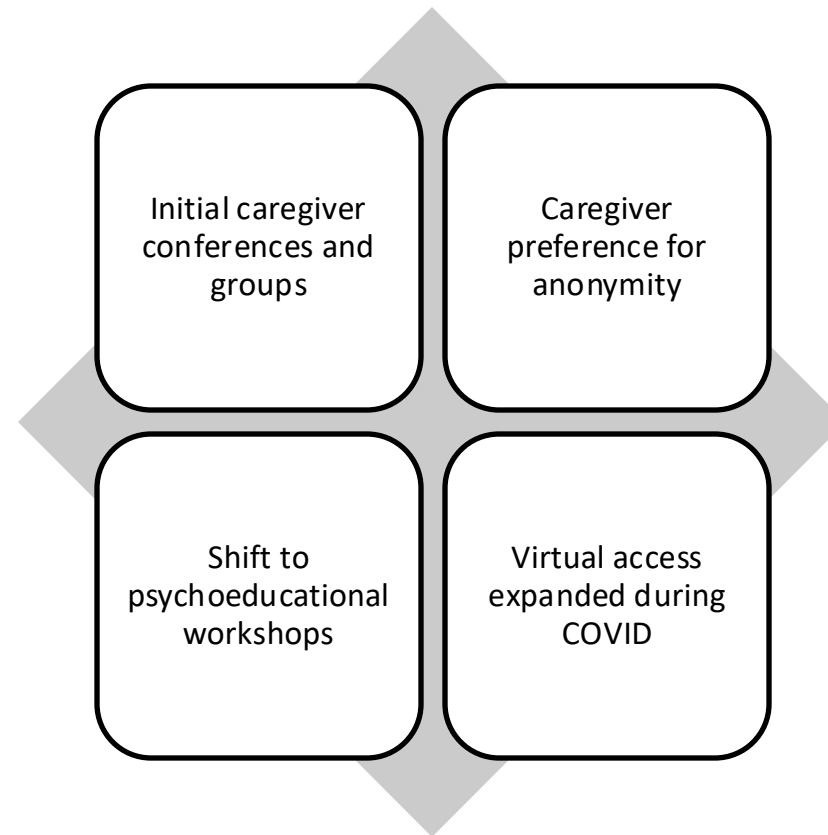 Initial caregiver
conferences and
groups
Caregiver
preference for
anonymity
Shift to
psychoeducational
workshops
Virtual access
expanded during
COVID